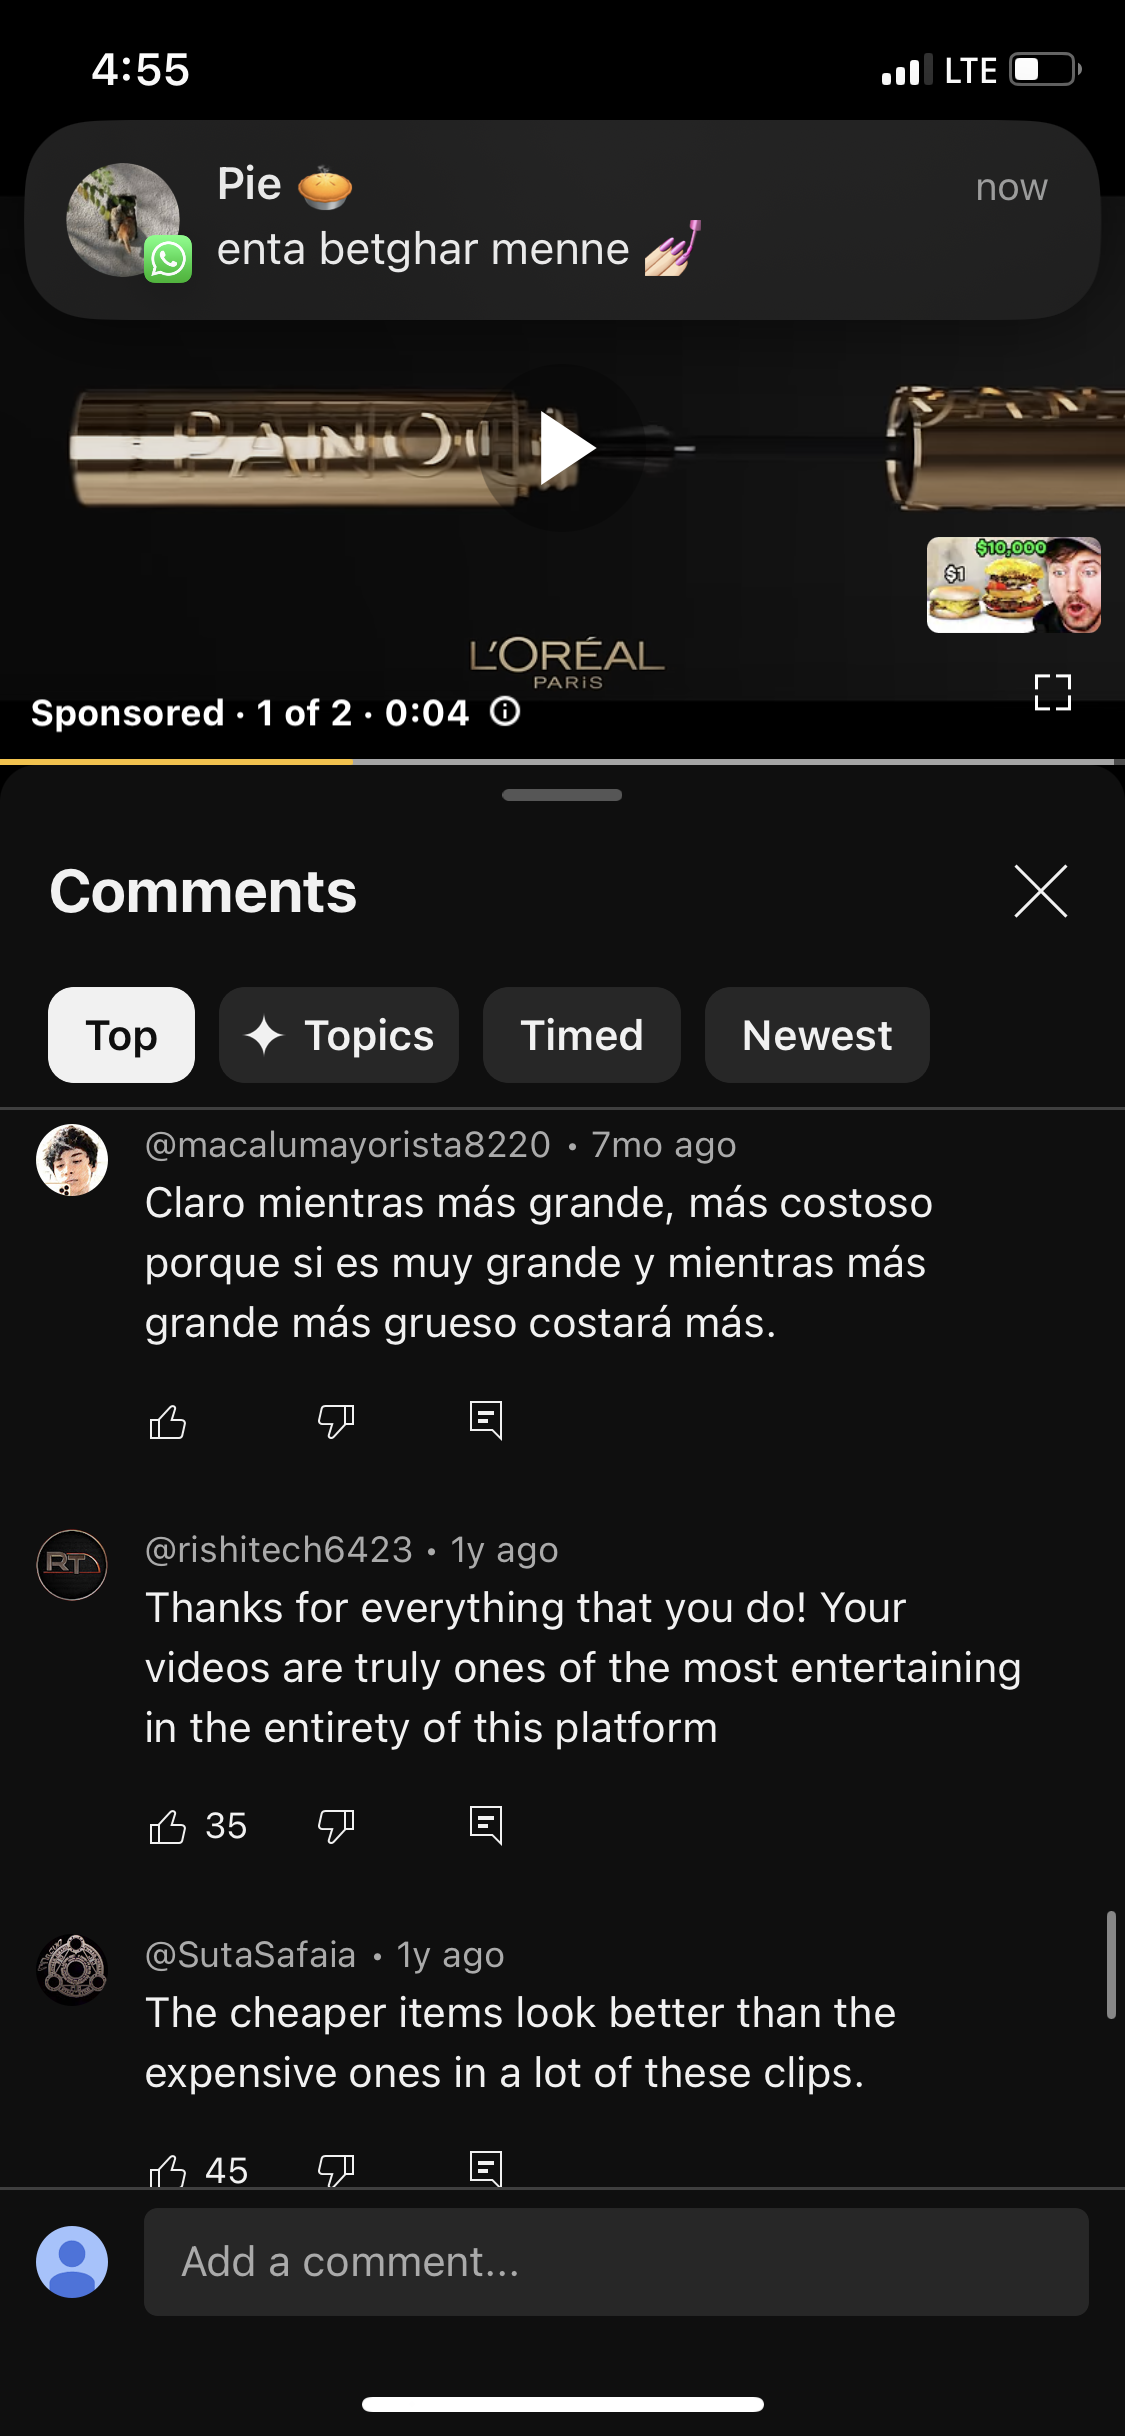 4:55
LTE
Pie 🥧
now
enta betghar menne 💅🏻
PANO
PAN
$10,000
$1
L'ORÉAL
PARIS
Sponsored · 1 of 2 · 0:04
Comments
Top
Topics
Timed
Newest
@macalumayorista8220 · 7mo ago
Claro mientras más grande, más costoso
porque si es muy grande y mientras más
grande más grueso costará más.
RT
@rishitech6423 · 1y ago
Thanks for everything that you do! Your
videos are truly ones of the most entertaining
in the entirety of this platform
35
@SutaSafaia · 1y ago
The cheaper items look better than the
expensive ones in a lot of these clips.
45
Add a comment...